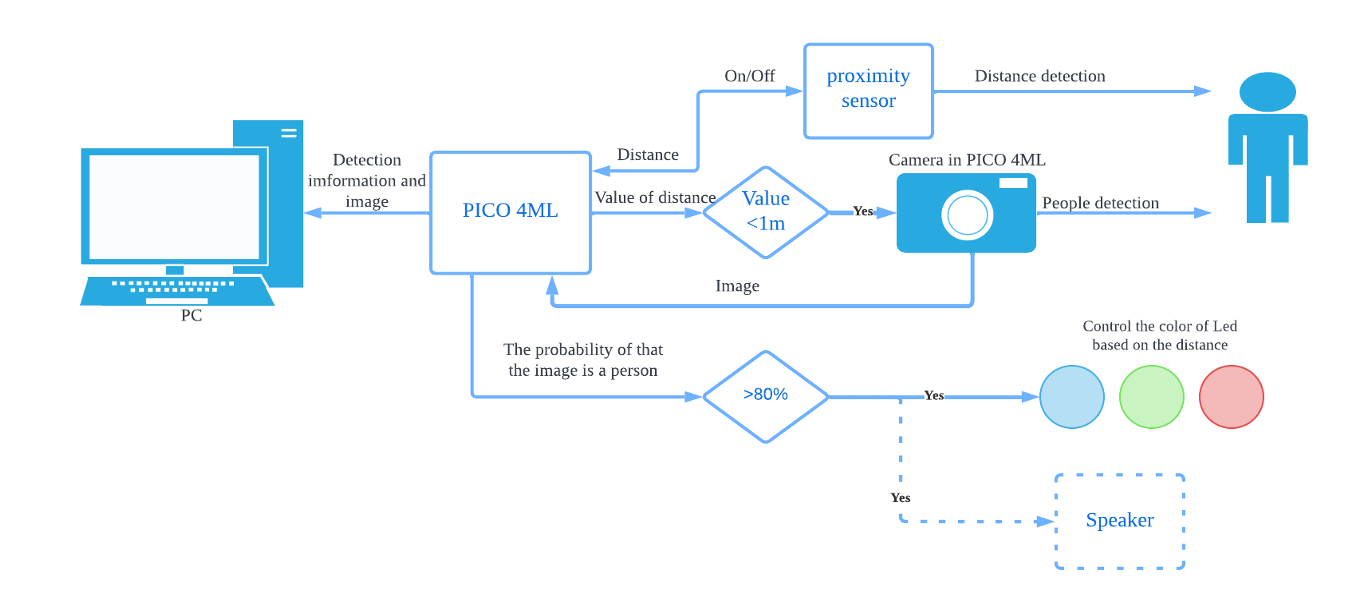 On/Off
proximity
sensor
Distance detection
Detection
imformation and
image
Distance
Camera in PICO 4ML
PICO 4ML
Value of distance
Value
<1m
Yes
People detection
Image
PC
The probability of that
the image is a person
>80%
Yes
Control the color of Led
based on the distance
Yes
Speaker